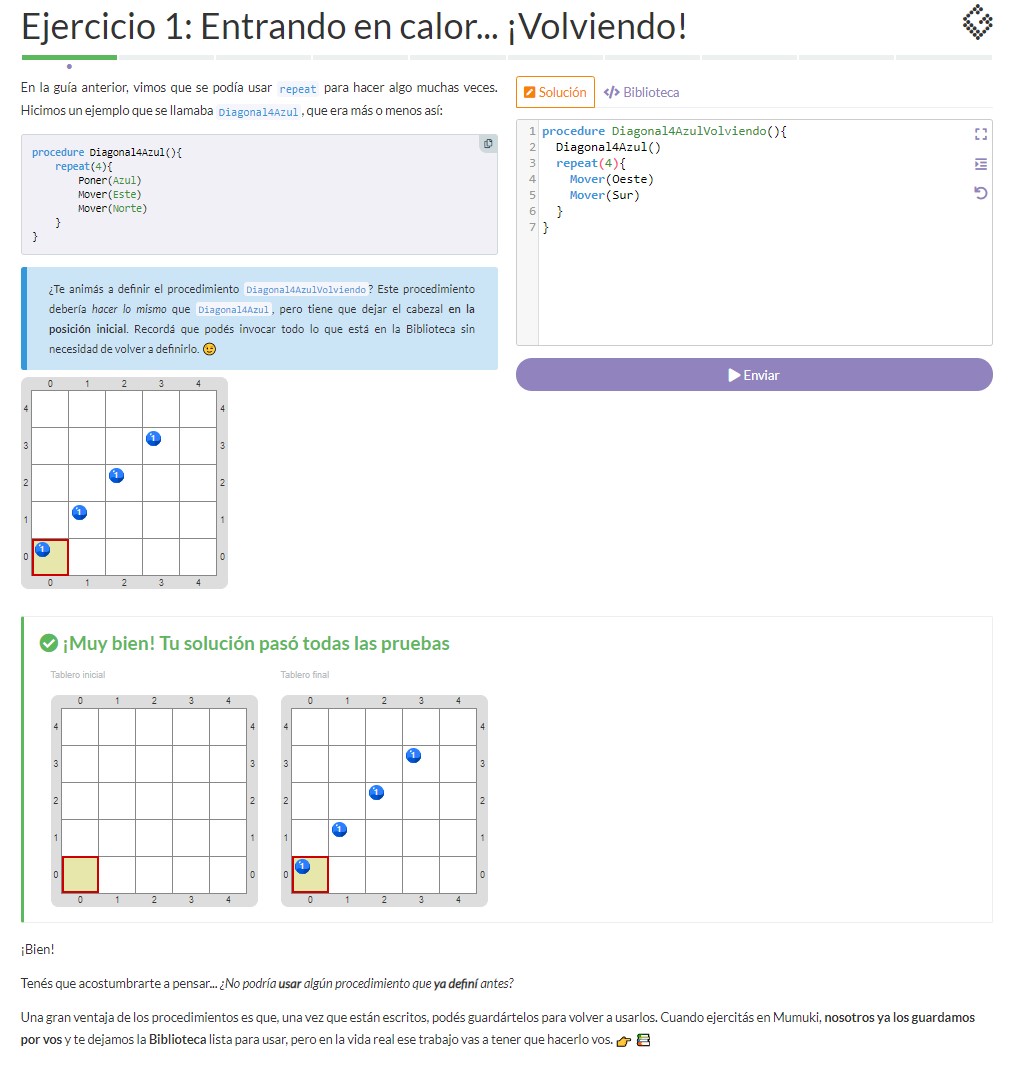 Ejercicio 1: Entrando en calor... ¡Volviendo!
En la guía anterior, vimos que se podía usar repeat para hacer algo muchas veces.
Hicimos un ejemplo que se llamaba Diagonal4Azul, que era más o menos así:
procedure Diagonal4Azul(){
repeat(4){
Poner(Azul)
Mover(Este)
Mover(Norte)
}
}
¿Te animás a definir el procedimiento Diagonal4AzulVolviendo? Este procedimiento
debería hacer lo mismo que Diagonal4Azul, pero tiene que dejar el cabezal en la
posición inicial. Recordá que podés invocar todo lo que está en la Biblioteca sin
necesidad de volver a definirlo. 😉
0 1 2 3 4
4 4
1
3 3
1
2 2
1
1 1
1
0 0
0 1 2 3 4
Solución </> Biblioteca
1 procedure Diagonal4AzulVolviendo(){
2 Diagonal4Azul()
3 repeat(4){
4 Mover(Oeste)
5 Mover(Sur)
6 }
7 }
Enviar
¡Muy bien! Tu solución pasó todas las pruebas
Tablero inicial
0 1 2 3 4
4 4
3 3
2 2
1 1
0 0
0 1 2 3 4
Tablero final
0 1 2 3 4
4 4
1
3 3
1
2 2
1
1 1
1
0 0
0 1 2 3 4
¡Bien!
Tenés que acostumbrarte a pensar... ¿No podría usar algún procedimiento que ya definí antes?
Una gran ventaja de los procedimientos es que, una vez que están escritos, podés guardártelos para volver a usarlos. Cuando ejercitás en Mumuki, nosotros ya los guardamos
por vos y te dejamos la Biblioteca lista para usar, pero en la vida real ese trabajo vas a tener que hacerlo vos. 👉 📚